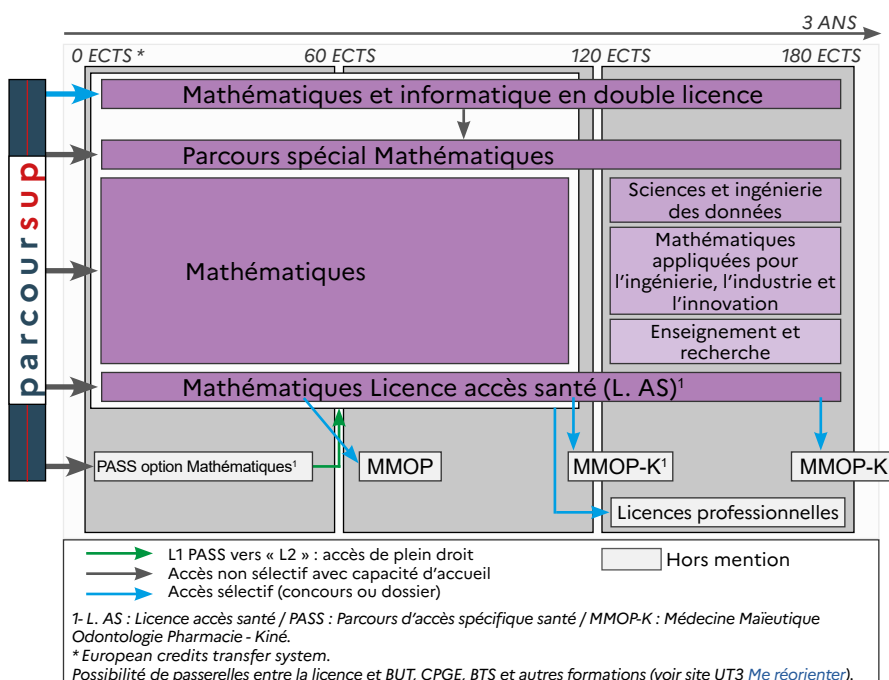 3 ANS
0 ECTS * 60 ECTS 120 ECTS 180 ECTS
parcoursup
Mathématiques et informatique en double licence
Parcours spécial Mathématiques
Mathématiques
Sciences et ingénierie
des données
Mathématiques
appliquées pour
l'ingénierie, l'industrie et
l'innovation
Enseignement et
recherche
Mathématiques Licence accès santé (L. AS)¹
PASS option Mathématiques¹
MMOP
MMOP-K¹
MMOP-K
Licences professionnelles
L1 PASS vers « L2 » : accès de plein droit
Accès non sélectif avec capacité d'accueil
Accès sélectif (concours ou dossier)
Hors mention
1- L. AS : Licence accès santé / PASS : Parcours d'accès spécifique santé / MMOP-K : Médecine Maïeutique
Odontologie Pharmacie - Kiné.
* European credits transfer system.
Possibilité de passerelles entre la licence et BUT, CPGE, BTS et autres formations (voir site UT3 Me réorienter).